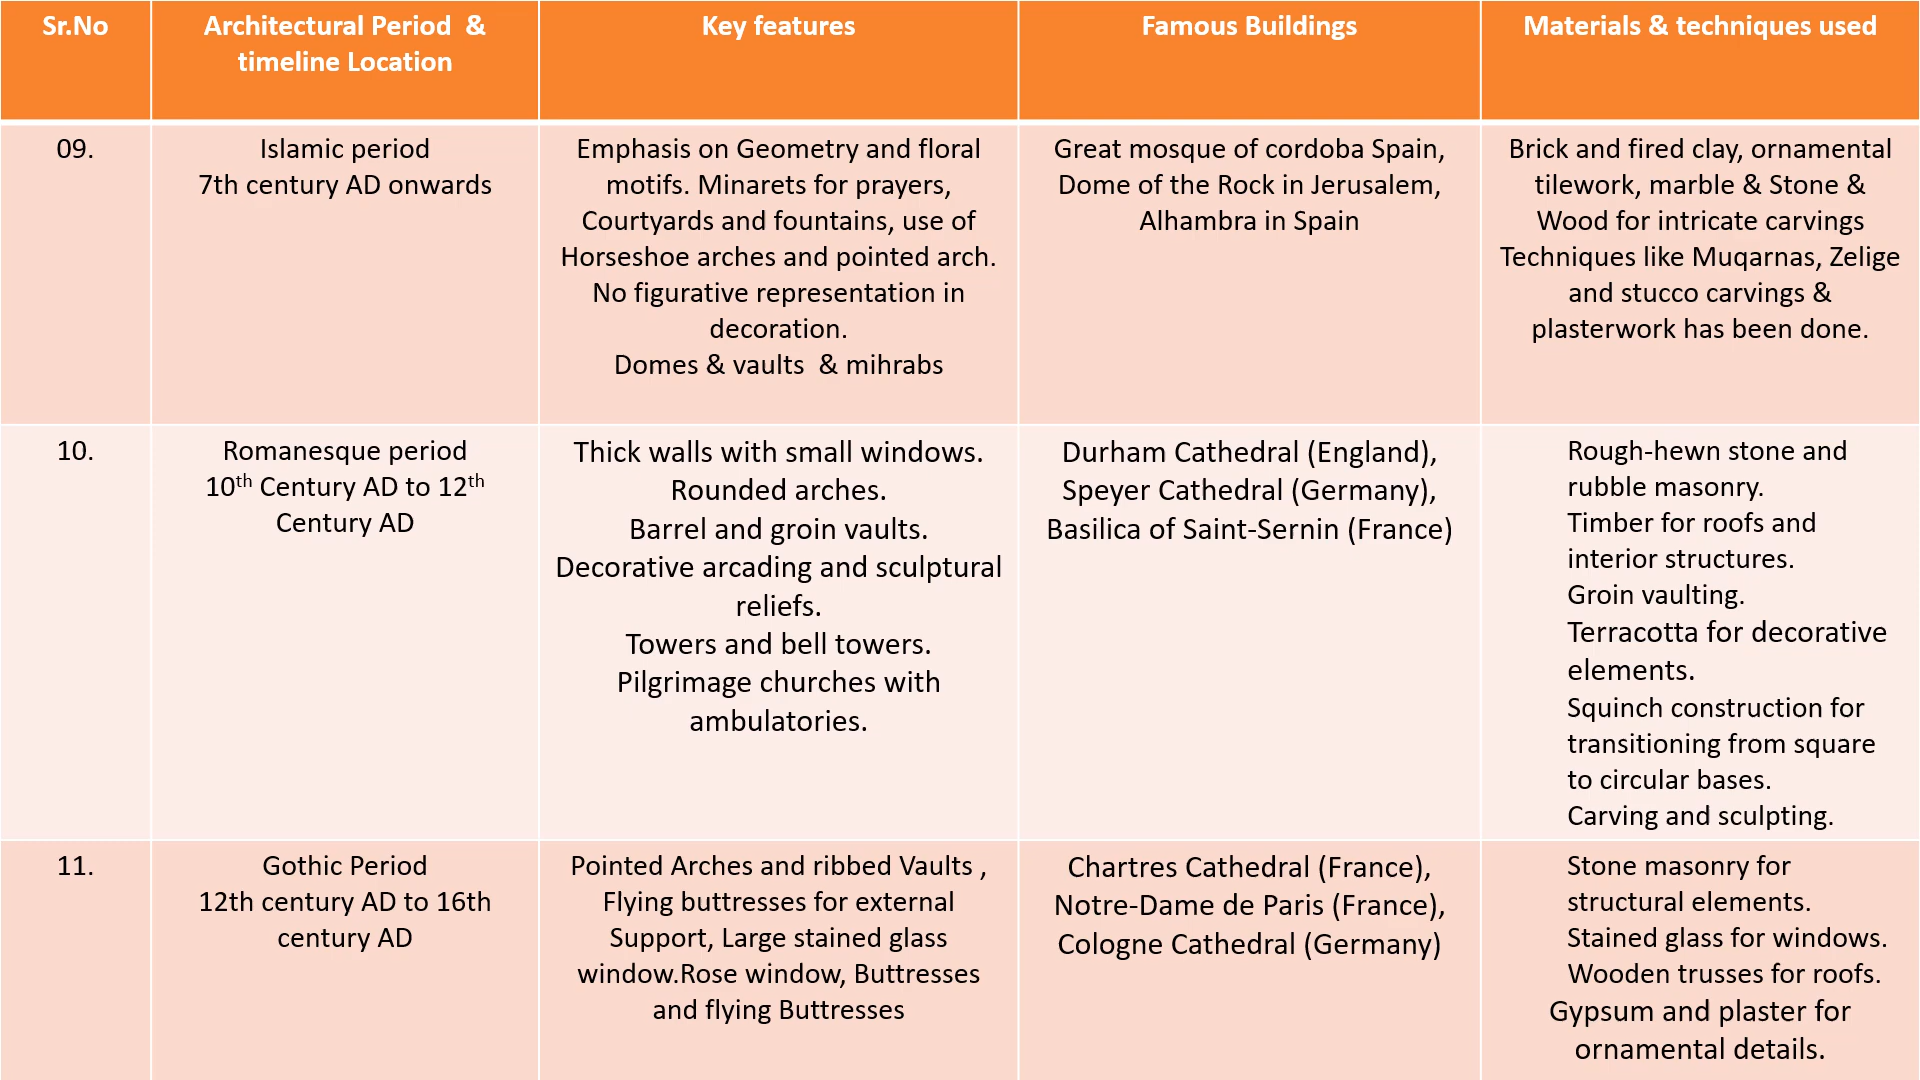 Sr.No
Architectural Period  &
timeline Location
Key features
Famous Buildings
Materials & techniques used
09.
Islamic period
7th century AD onwards
Emphasis on Geometry and floral
motifs. Minarets for prayers,
Courtyards and fountains, use of
Horseshoe arches and pointed arch.
No figurative representation in
decoration.
Domes & vaults  & mihrabs
Great mosque of cordoba Spain,
Dome of the Rock in Jerusalem,
Alhambra in Spain
Brick and fired clay, ornamental
tilework, marble & Stone &
Wood for intricate carvings
Techniques like Muqarnas, Zelige
and stucco carvings &
plasterwork has been done.
10.
Romanesque period
10th Century AD to 12th
Century AD
Thick walls with small windows.
Rounded arches.
Barrel and groin vaults.
Decorative arcading and sculptural
reliefs.
Towers and bell towers.
Pilgrimage churches with
ambulatories.
Durham Cathedral (England),
Speyer Cathedral (Germany),
Basilica of Saint-Sernin (France)
Rough-hewn stone and
rubble masonry.
Timber for roofs and
interior structures.
Groin vaulting.
Terracotta for decorative
elements.
Squinch construction for
transitioning from square
to circular bases.
Carving and sculpting.
11.
Gothic Period
12th century AD to 16th
century AD
Pointed Arches and ribbed Vaults ,
Flying buttresses for external
Support, Large stained glass
window.Rose window, Buttresses
and flying Buttresses
Chartres Cathedral (France),
Notre-Dame de Paris (France),
Cologne Cathedral (Germany)
Stone masonry for
structural elements.
Stained glass for windows.
Wooden trusses for roofs.
Gypsum and plaster for
ornamental details.